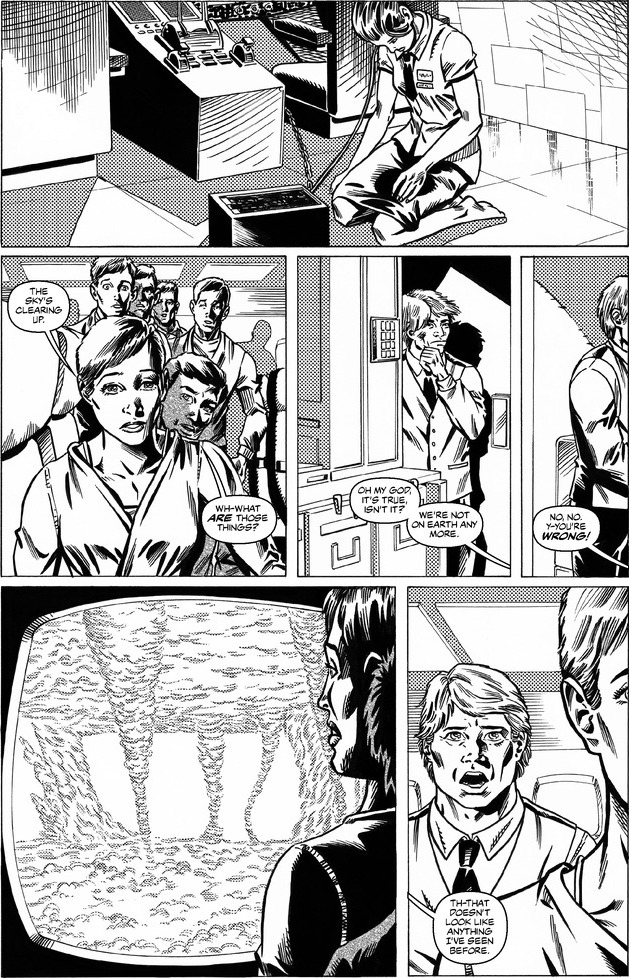 THE
SKY'S
CLEARING
UP.
WH-WHAT
ARE THOSE
THINGS?
OH MY GOD,
IT'S TRUE,
ISN'T IT?
WE'RE NOT
ON EARTH ANY
MORE.
NO, NO.
Y-YOU'RE
WRONG!
TH-THAT
DOESN'T
LOOK LIKE
ANYTHING
I'VE SEEN
BEFORE.